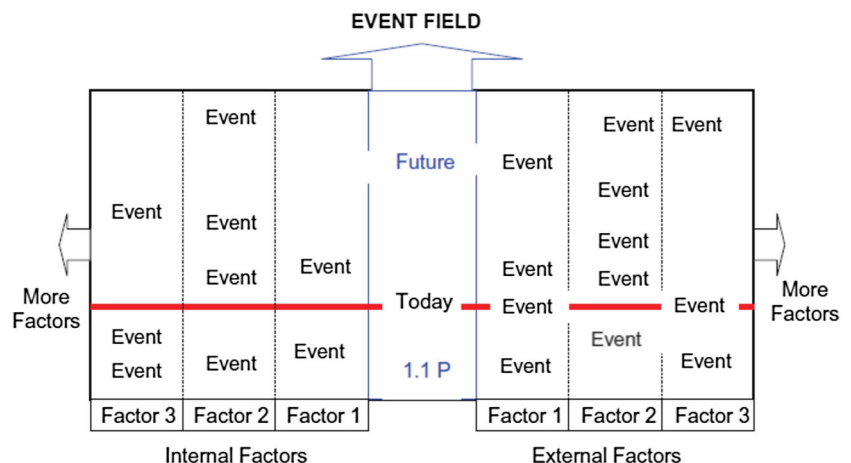 EVENT FIELD
Event
Event Event
Future
Event
Event
Event
Event
Event
Event
Event
Event
Event
Event
More
Factors
Today
Event
Event
More
Factors
Event
Event
Event
Event
Event
1.1 P
Event
Event
Event
Factor 3 Factor 2 Factor 1
Factor 1 Factor 2 Factor 3
Internal Factors
External Factors